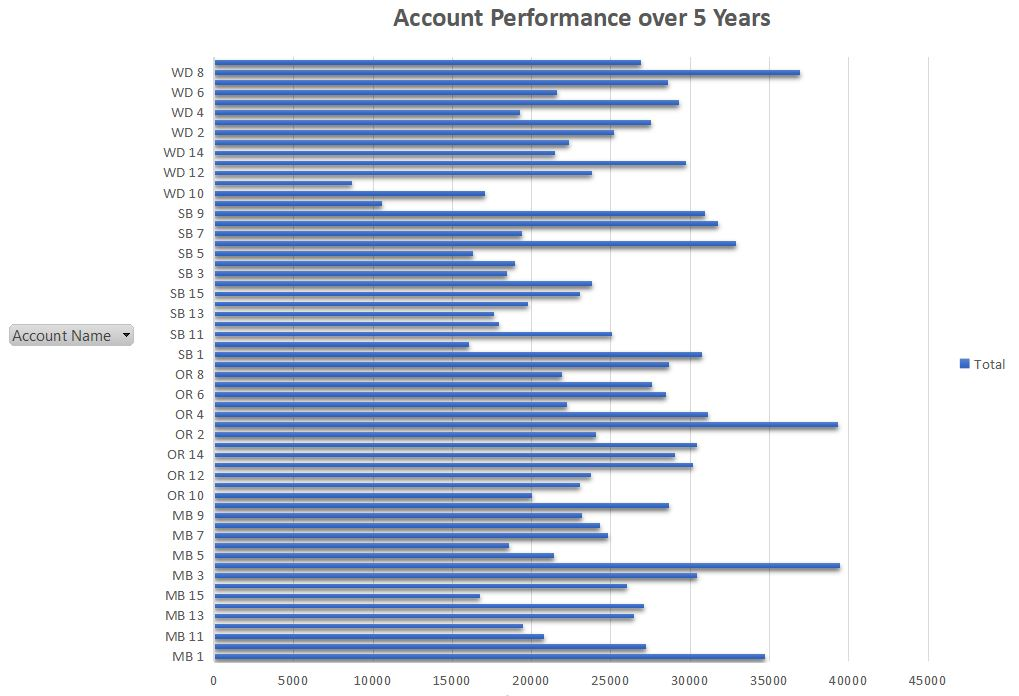 Account Performance over 5 Years
WD 8
WD 6
WD 4
WD 2
WD 14
WD 12
WD 10
SB 9
SB 7
SB 5
SB 3
SB 15
SB 13
SB 11
SB 1
OR 8
OR 6
OR 4
OR 2
OR 14
OR 12
OR 10
MB 9
MB 7
MB 5
MB 3
MB 15
MB 13
MB 11
MB 1
Account Name
Total
0 5000 10000 15000 20000 25000 30000 35000 40000 45000